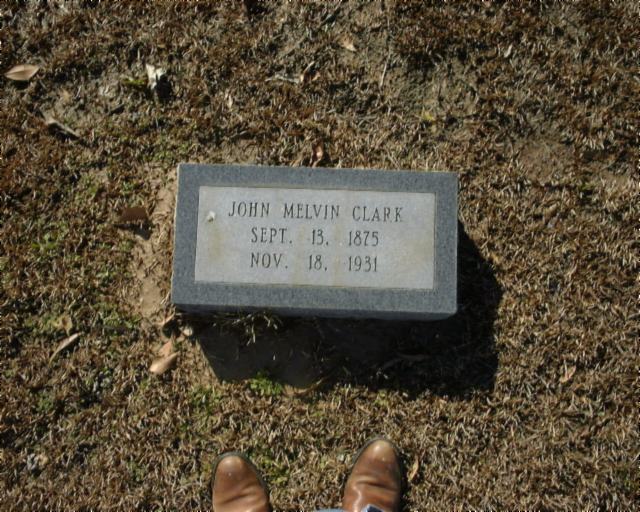 JOHN MELVIN CLARK
SEPT. 13, 1875
NOV. 18, 1931